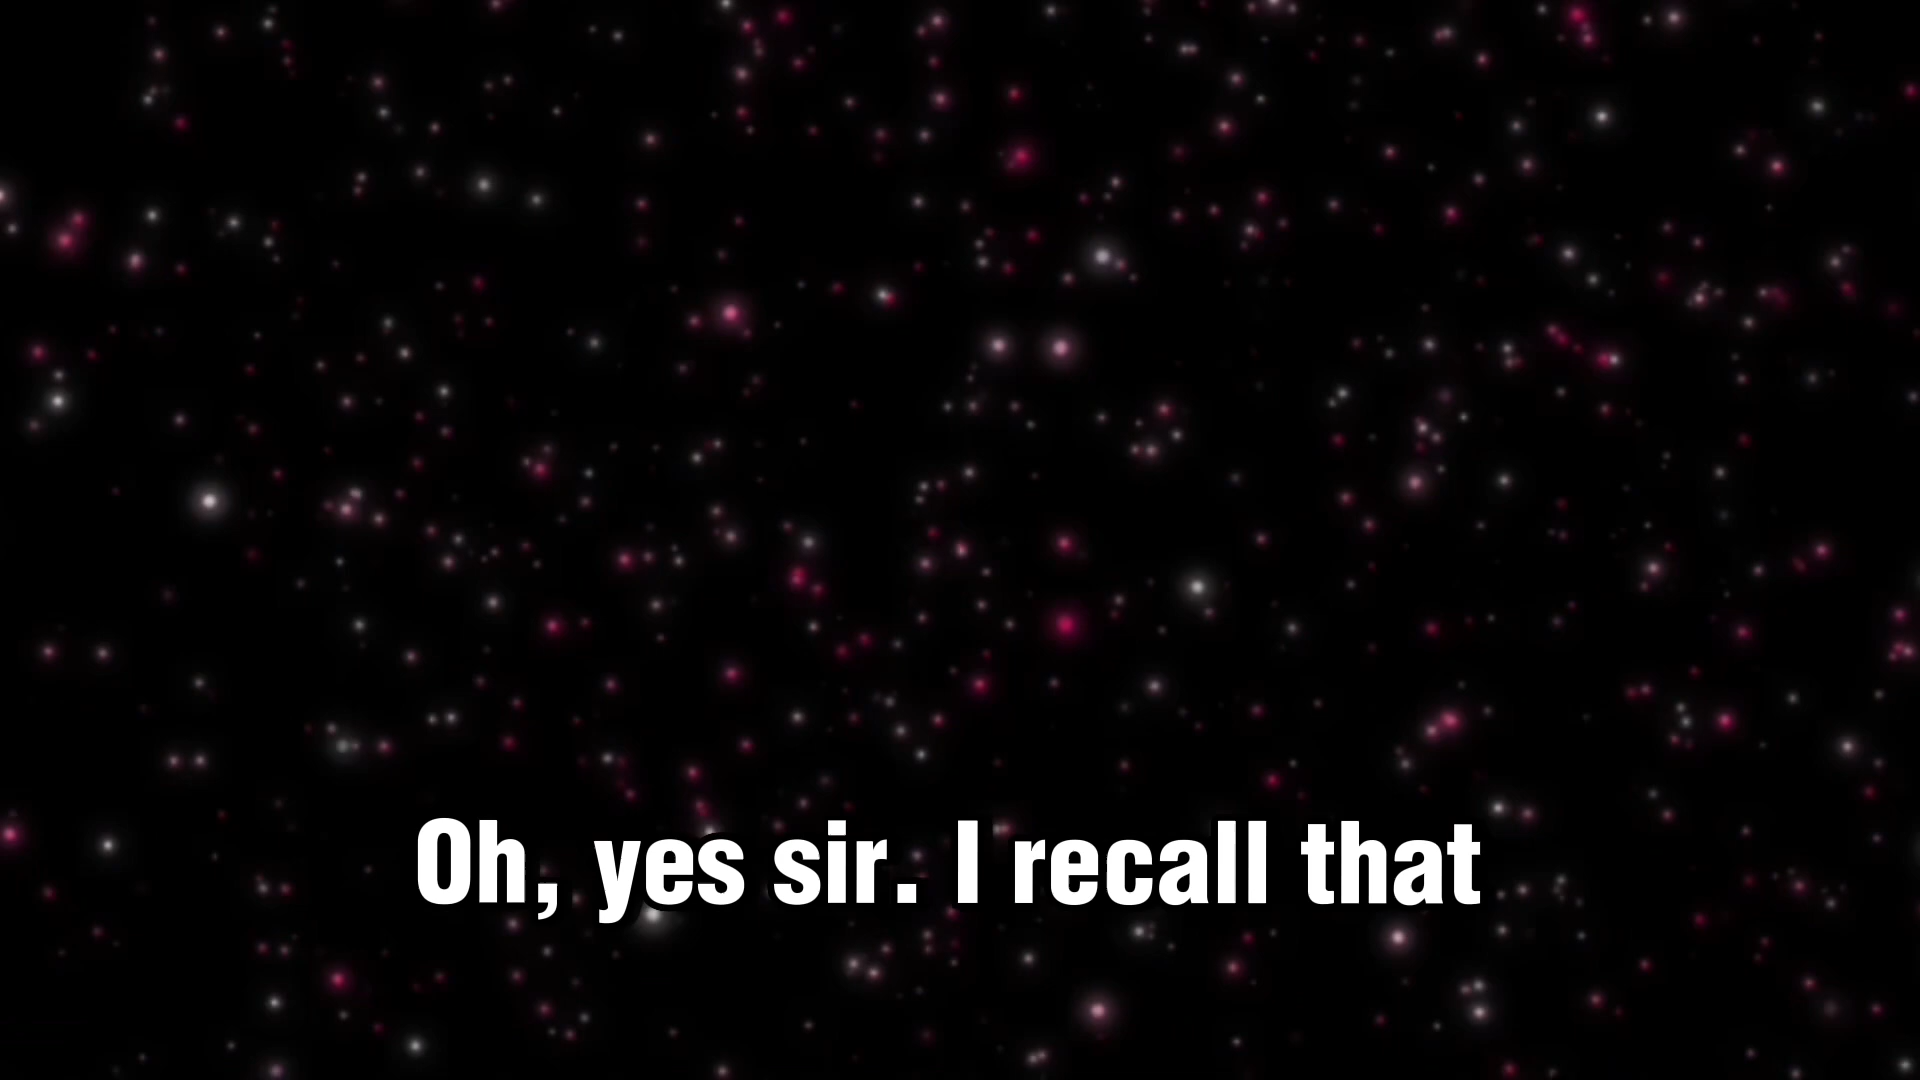 Oh, yes sir. I recall that